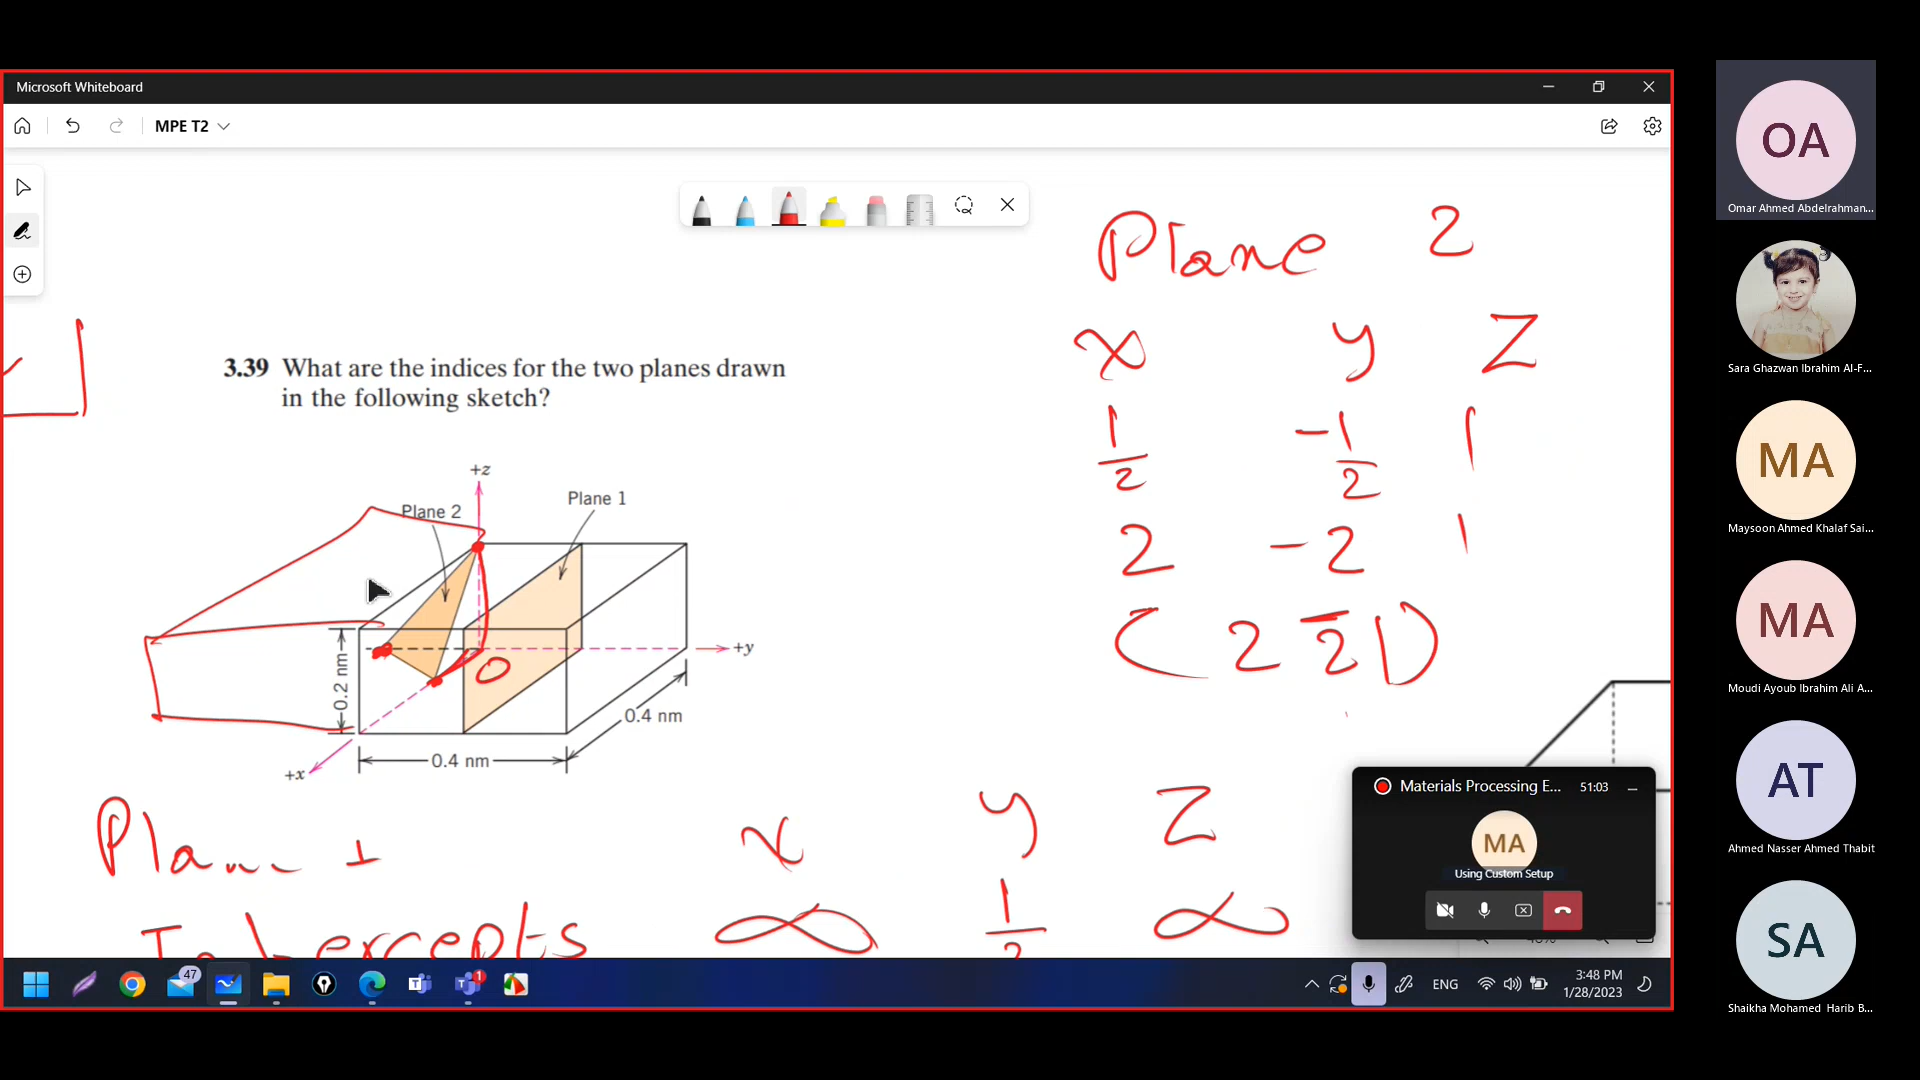 Microsoft Whiteboard
MPE T2
3.39 What are the indices for the two planes drawn
in the following sketch?
+z
Plane 1
Plane 2
0.2 nm
+y
0.4 nm
0.4 nm
+x
O
Plane 2
x y z
1/2 -1/2 1
2 -2 1
(2 2̅ 1)
Plane 1 x y z
Intercepts ∞ 1/2 ∞
Materials Processing E... 51:03
MA
Using Custom Setup
47
1
ENG
3:48 PM
1/28/2023
OA
Omar Ahmed Abdelrahman...
Sara Ghazwan Ibrahim Al-F...
MA
Maysoon Ahmed Khalaf Sai...
MA
Moudi Ayoub Ibrahim Ali A...
AT
Ahmed Nasser Ahmed Thabit
SA
Shaikha Mohamed Harib B...